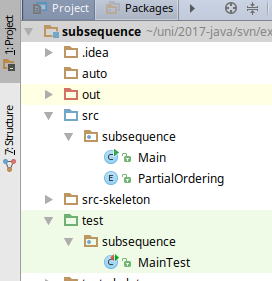 Project
Packages
1: Project
7: Structure
subsequence ~/uni/2017-java/svn/ex
.idea
auto
out
src
subsequence
Main
PartialOrdering
src-skeleton
test
subsequence
MainTest